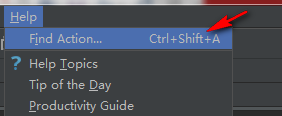 Help
Find Action... Ctrl+Shift+A
? Help Topics
Tip of the Day
Productivity Guide